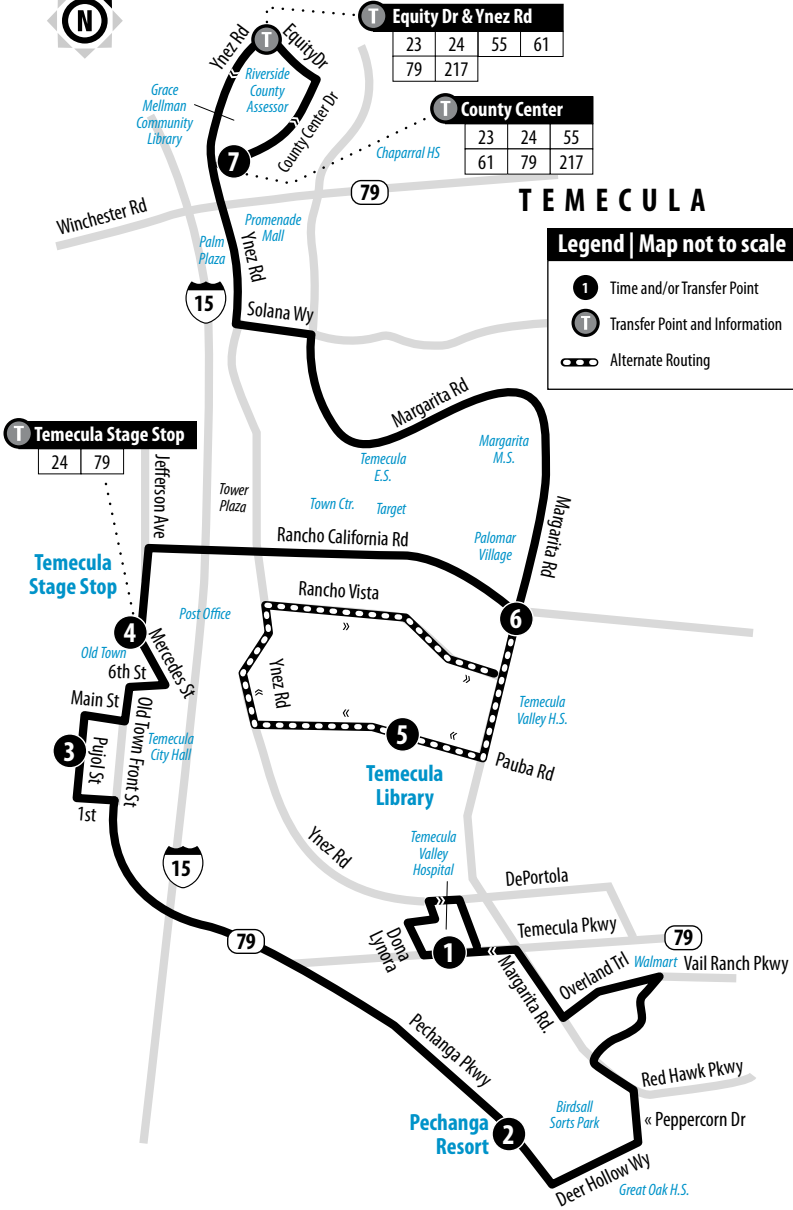 N
T Equity Dr & Ynez Rd
23 24 55 61
79 217
Ynez Rd
T
EquityDr
Riverside
County
Assessor
Grace
Mellman
Community
Library
County Center Dr
T County Center
23 24 55
61 79 217
7
Chaparral HS
79
TEMECULA
Winchester Rd
Promenade
Mall
Palm
Plaza
Ynez Rd
15
Solana Wy
Legend | Map not to scale
1 Time and/or Transfer Point
T Transfer Point and Information
Alternate Routing
Margarita Rd
T Temecula Stage Stop
24 79
Jefferson Ave
Temecula
E.S.
Margarita
M.S.
Tower
Plaza
Town Ctr.
Target
Margarita Rd
Rancho California Rd
Palomar
Village
Temecula
Stage Stop
Rancho Vista
Post Office
6
4
Mercedes St
Old Town
6th St
»
»
Ynez Rd
«
Main St
Old Town Front St
Temecula
Valley H.S.
3
Pujol St
Temecula
City Hall
«
5
«
Pauba Rd
Temecula
Library
1st
Ynez Rd
Temecula
Valley
Hospital
15
DePortola
»
Temecula Pkwy
79
79
Dona
Lynora
1
«
Margarita Rd.
Overland Trl
Walmart
Vail Ranch Pkwy
Pechanga Pkwy
Red Hawk Pkwy
Birdsall
Sorts Park
« Peppercorn Dr
Pechanga
Resort
2
Deer Hollow Wy
Great Oak H.S.